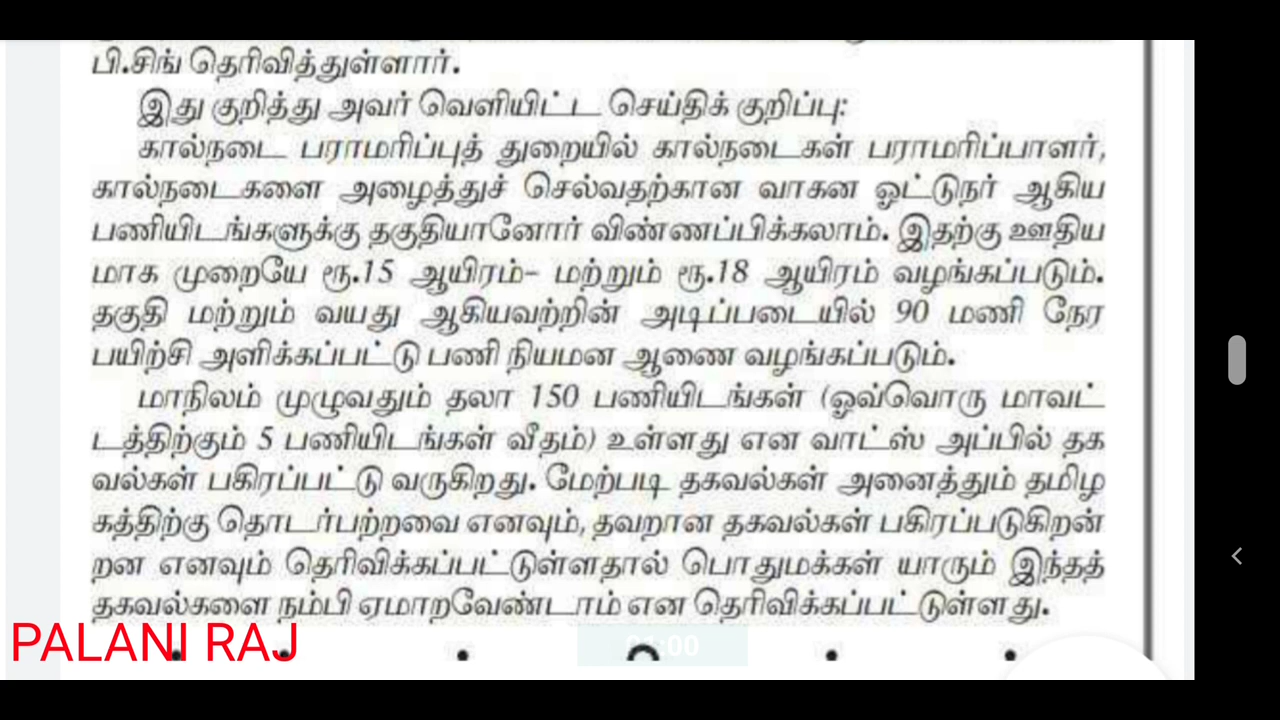 பி.சிங் தெரிவித்துள்ளார்.
இது குறித்து அவர் வெளியிட்ட செய்திக் குறிப்பு:
கால்நடை பராமரிப்புத் துறையில் கால்நடைகள் பராமரிப்பாளர்,
கால்நடைகளை அழைத்துச் செல்வதற்கான வாகன ஓட்டுநர் ஆகிய
பணியிடங்களுக்கு தகுதியானோர் விண்ணப்பிக்கலாம். இதற்கு ஊதிய
மாக முறையே ரூ.15 ஆயிரம்- மற்றும் ரூ.18 ஆயிரம் வழங்கப்படும்.
தகுதி மற்றும் வயது ஆகியவற்றின் அடிப்படையில் 90 மணி நேர
பயிற்சி அளிக்கப்பட்டு பணி நியமன ஆணை வழங்கப்படும்.
மாநிலம் முழுவதும் தலா 150 பணியிடங்கள் (ஒவ்வொரு மாவட்
டத்திற்கும் 5 பணியிடங்கள் வீதம்) உள்ளது என வாட்ஸ் அப்பில் தக
வல்கள் பகிரப்பட்டு வருகிறது. மேற்படி தகவல்கள் அனைத்தும் தமிழ
கத்திற்கு தொடர்பற்றவை எனவும், தவறான தகவல்கள் பகிரப்படுகிறன்
றன எனவும் தெரிவிக்கப்பட்டுள்ளதால் பொதுமக்கள் யாரும் இந்தத்
தகவல்களை நம்பி ஏமாறவேண்டாம் என தெரிவிக்கப்பட்டுள்ளது.
PALANI RAJ